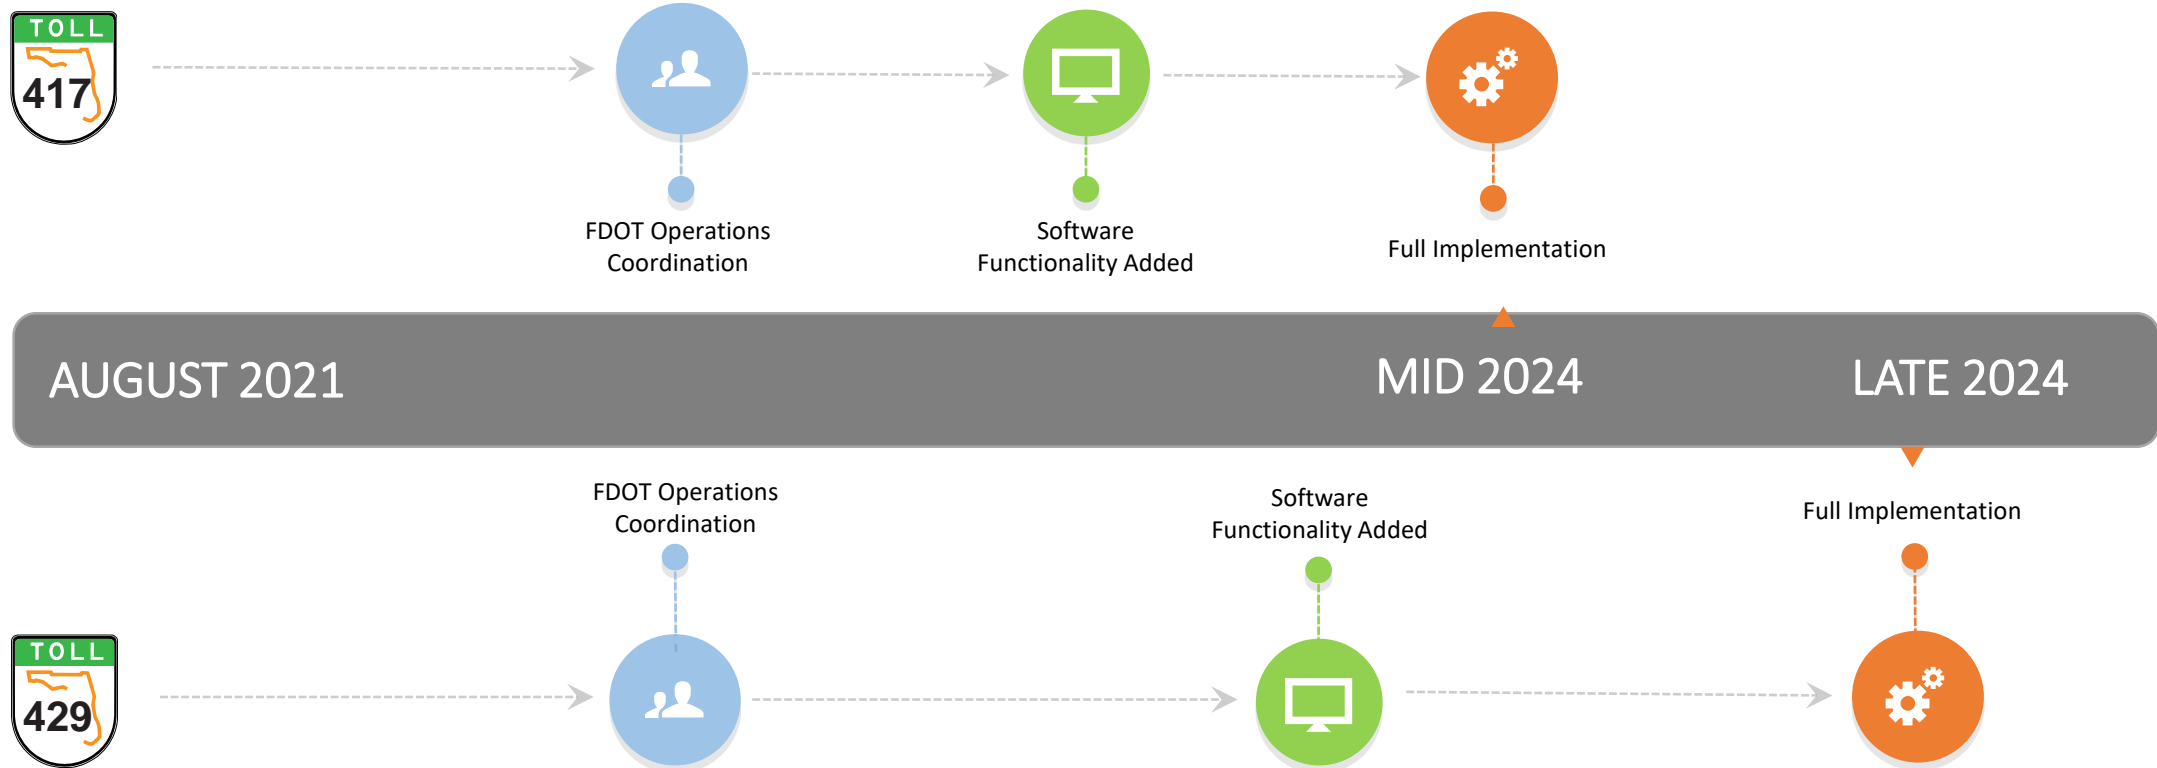 TOLL
417
FDOT Operations
Coordination
Software
Functionality Added
Full Implementation
AUGUST 2021
MID 2024
LATE 2024
FDOT Operations
Coordination
Software
Functionality Added
Full Implementation
TOLL
429